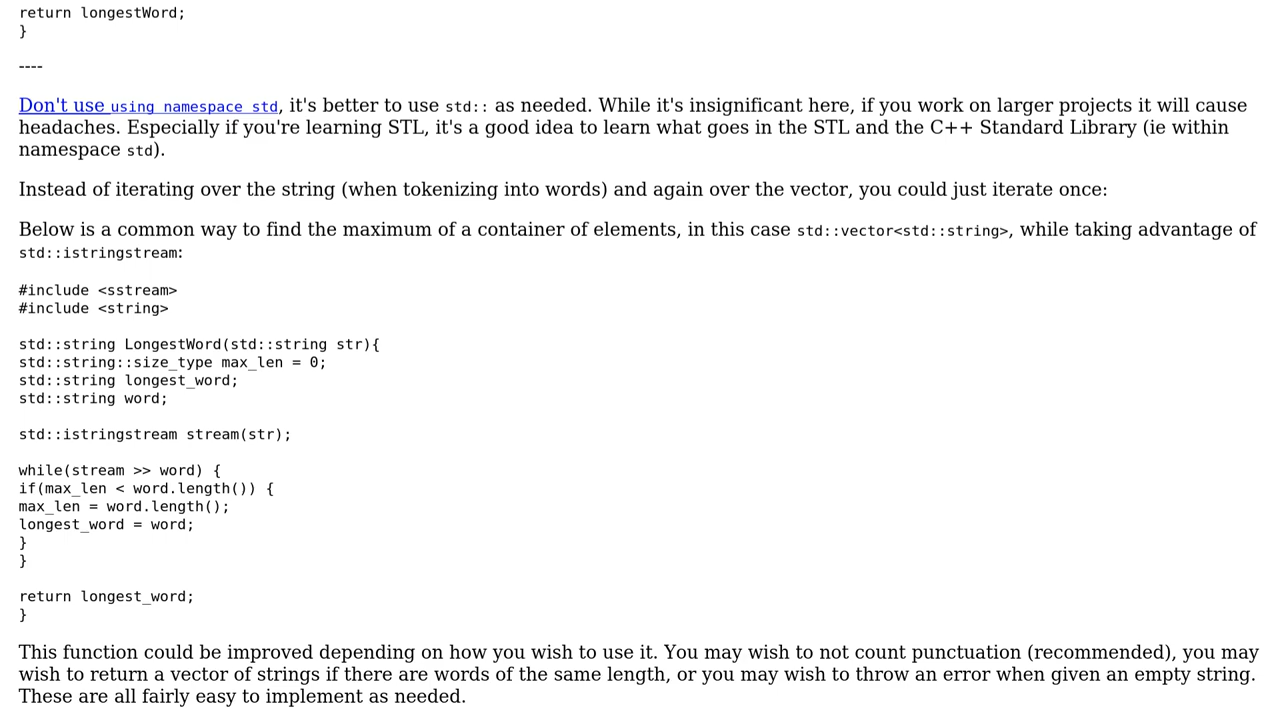 return longestWord;
}
----
Don't use using namespace std, it's better to use std:: as needed. While it's insignificant here, if you work on larger projects it will cause
headaches. Especially if you're learning STL, it's a good idea to learn what goes in the STL and the C++ Standard Library (ie within
namespace std).
Instead of iterating over the string (when tokenizing into words) and again over the vector, you could just iterate once:
Below is a common way to find the maximum of a container of elements, in this case std::vector<std::string>, while taking advantage of
std::istringstream:
#include <sstream>
#include <string>
std::string LongestWord(std::string str){
std::string::size_type max_len = 0;
std::string longest_word;
std::string word;
std::istringstream stream(str);
while(stream >> word) {
if(max_len < word.length()) {
max_len = word.length();
longest_word = word;
}
}
return longest_word;
}
This function could be improved depending on how you wish to use it. You may wish to not count punctuation (recommended), you may
wish to return a vector of strings if there are words of the same length, or you may wish to throw an error when given an empty string.
These are all fairly easy to implement as needed.